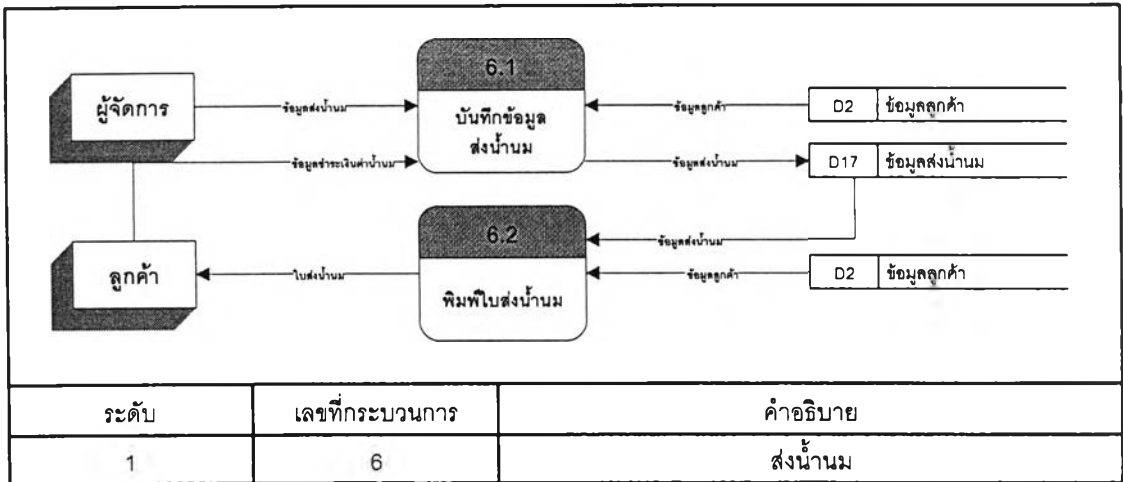 6.1
ผู้จัดการ
ข้อมูลส่งน้ำนม
บันทึกข้อมูล
ส่งน้ำนม
ข้อมูลลูกค้า
D2 ข้อมูลลูกค้า
ข้อมูลชำระเงินค่าน้ำนม
ข้อมูลส่งน้ำนม
D17 ข้อมูลส่งน้ำนม
6.2
ข้อมูลส่งน้ำนม
ลูกค้า
ใบส่งน้ำนม
พิมพ์ใบส่งน้ำนม
ข้อมูลลูกค้า
D2 ข้อมูลลูกค้า
ระดับ เลขที่กระบวนการ คำอธิบาย
1 6 ส่งน้ำนม